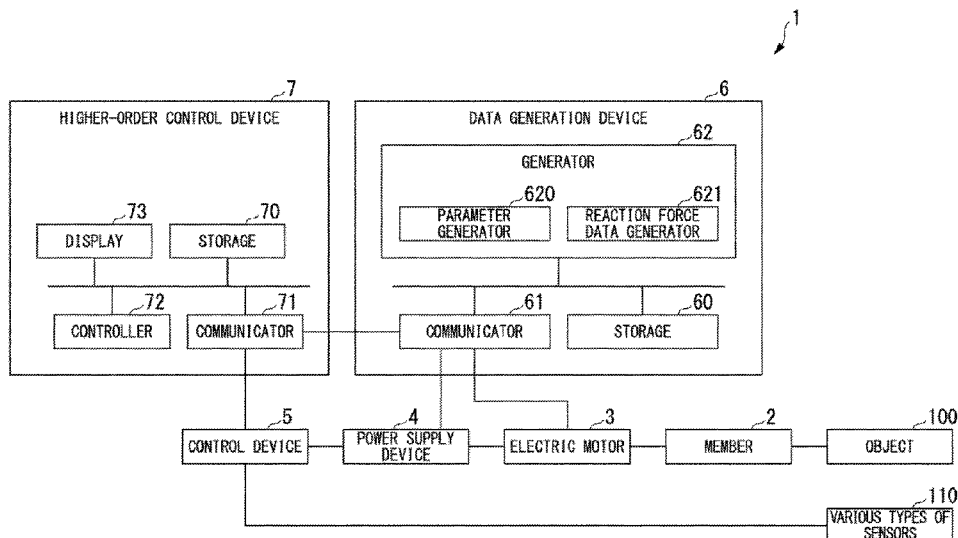 1
7
HIGHER-ORDER CONTROL DEVICE
6
DATA GENERATION DEVICE
62
GENERATOR
620
PARAMETER
GENERATOR
621
REACTION FORCE
DATA GENERATOR
73
DISPLAY
70
STORAGE
72
CONTROLLER
71
COMMUNICATOR
61
COMMUNICATOR
60
STORAGE
5
CONTROL DEVICE
4
POWER SUPPLY
DEVICE
3
ELECTRIC MOTOR
2
MEMBER
100
OBJECT
110
VARIOUS TYPES OF
SENSORS